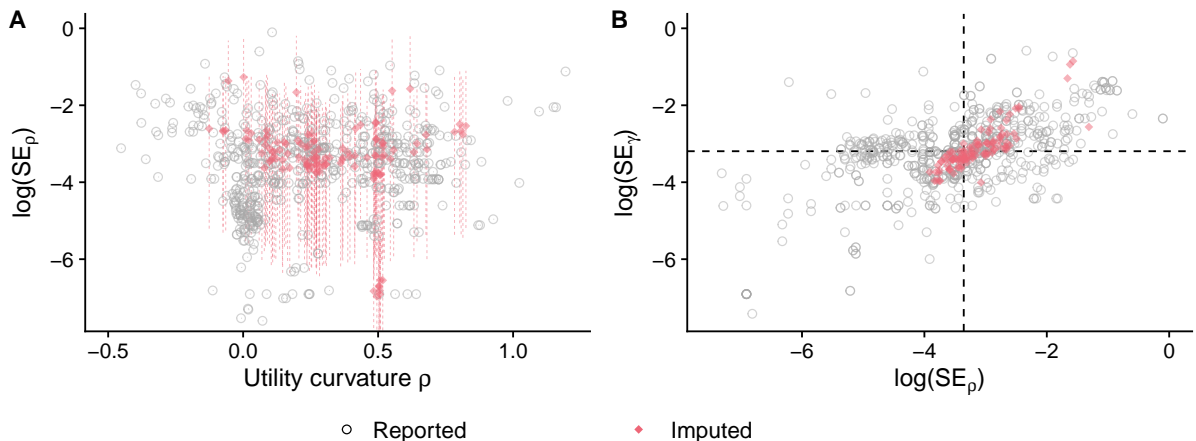 A
0
−2
−4
−6
log(SEρ)
−0.5 0.0 0.5 1.0
Utility curvature ρ
B
0
−2
−4
−6
log(SEγ)
−6 −4 −2 0
log(SEρ)
Reported Imputed